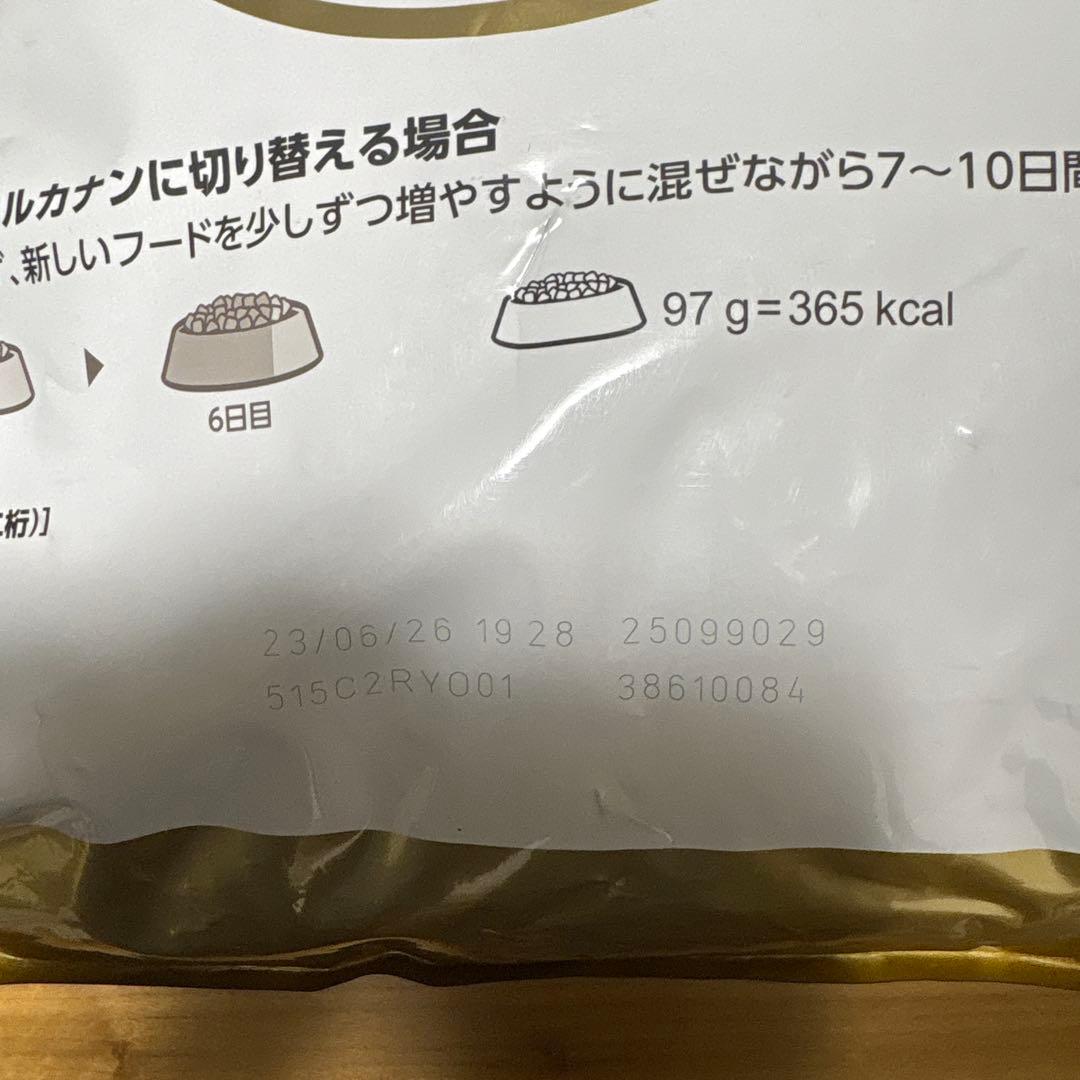 ルカナンに切り替える場合
、新しいフードを少しずつ増やすように混ぜながら7〜10日間
97 g=365 kcal
6日目
桁)]
23/06/26 19 28 25099029
515C2RY001 38610084